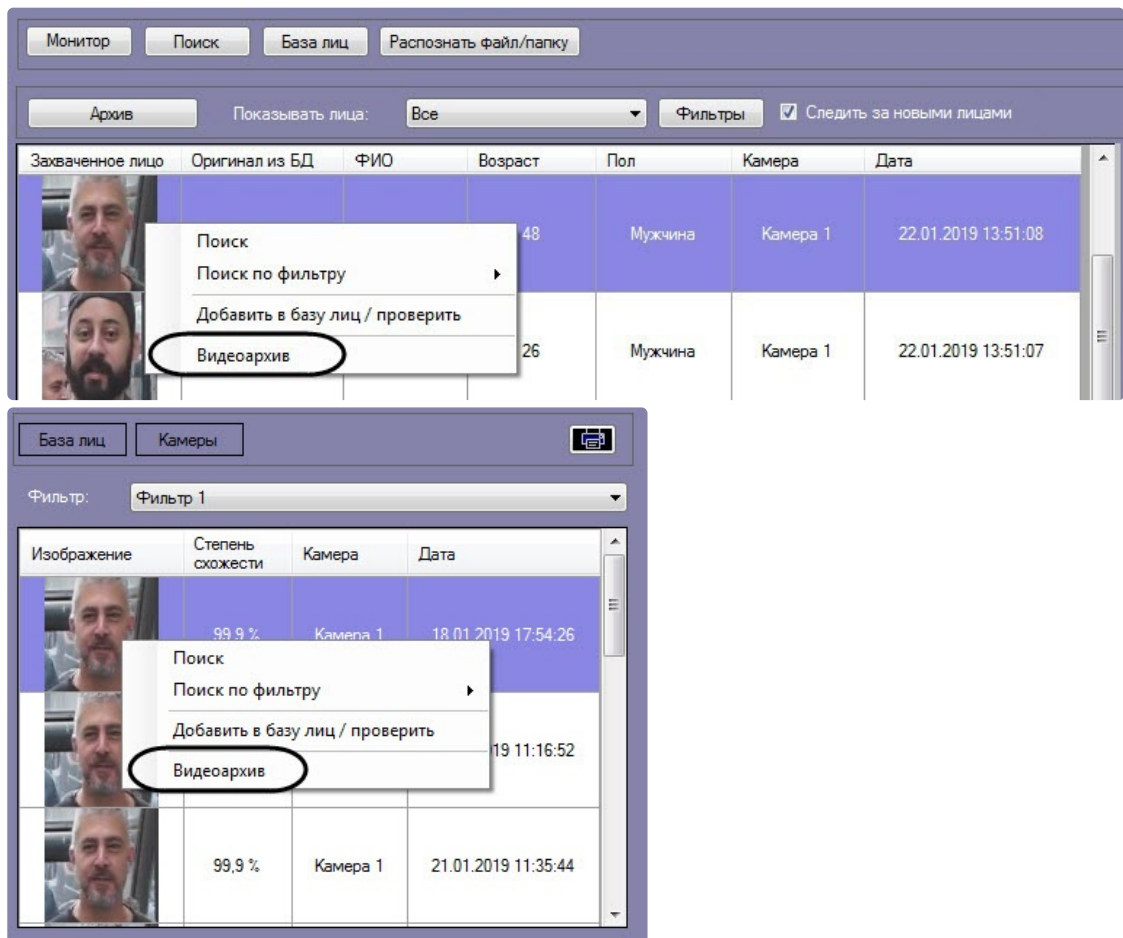 Монитор Поиск База лиц Распознать файл/папку
Архив Показывать лица: Все Фильтры Следить за новыми лицами
Захваченное лицо Оригинал из БД ФИО Возраст Пол Камера Дата
48 Мужчина Камера 1 22.01.2019 13:51:08
Поиск
Поиск по фильтру
Добавить в базу лиц / проверить
Видеоархив
26 Мужчина Камера 1 22.01.2019 13:51:07
База лиц Камеры
Фильтр: Фильтр 1
Изображение Степень схожести Камера Дата
99,9 % Камера 1 18.01.2019 17:54:26
Поиск
Поиск по фильтру
Добавить в базу лиц / проверить
19 11:16:52
Видеоархив
99,9 % Камера 1 21.01.2019 11:35:44